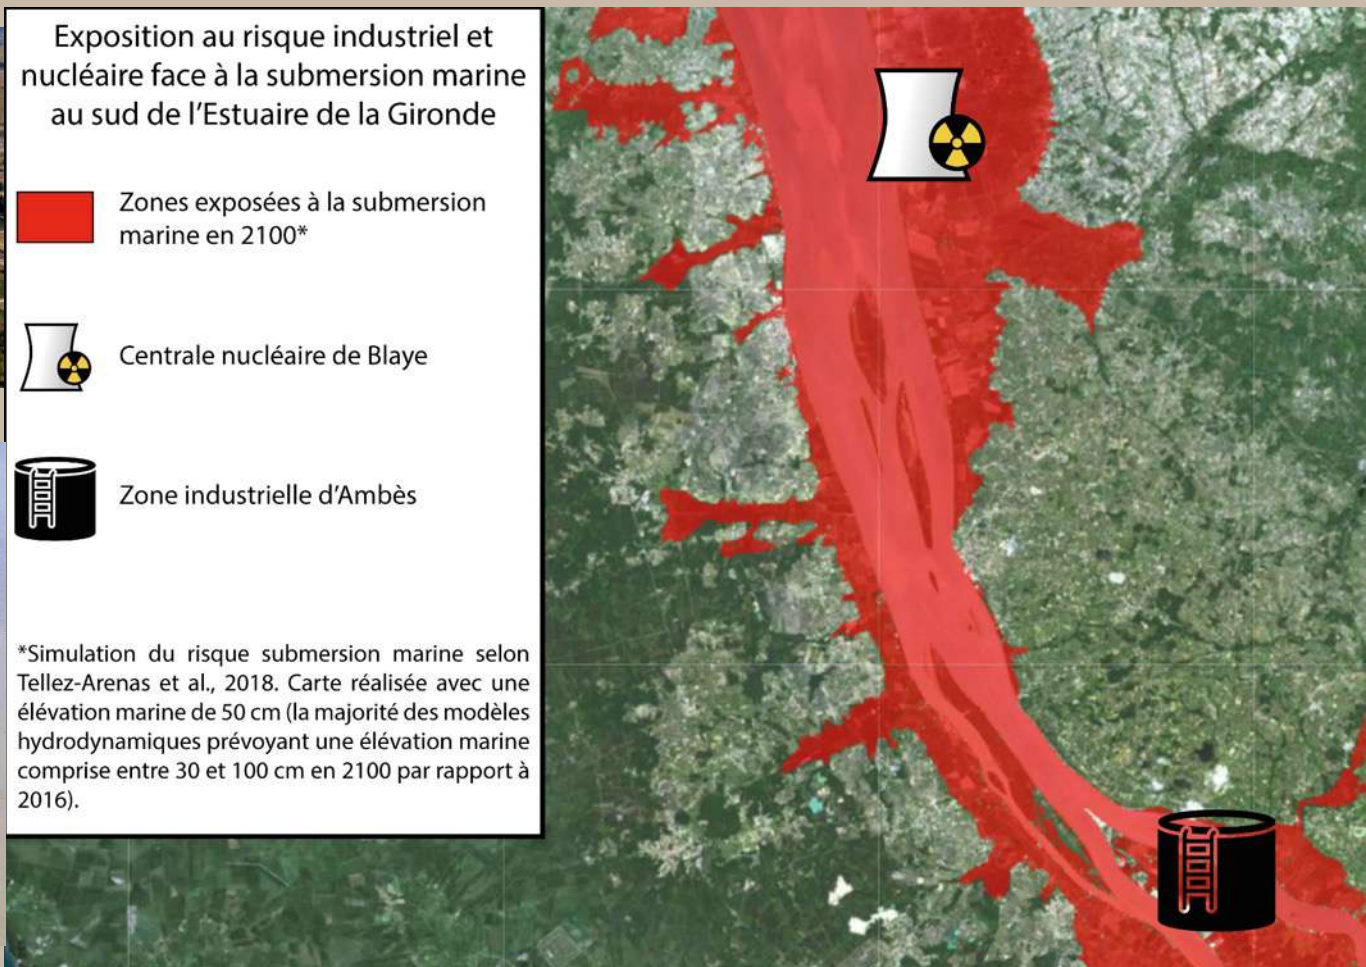 Exposition au risque industriel et
nucléaire face à la submersion marine
au sud de l'Estuaire de la Gironde
Zones exposées à la submersion
marine en 2100*
Centrale nucléaire de Blaye
Zone industrielle d'Ambès
*Simulation du risque submersion marine selon
Tellez-Arenas et al., 2018. Carte réalisée avec une
élévation marine de 50 cm (la majorité des modèles
hydrodynamiques prévoyant une élévation marine
comprise entre 30 et 100 cm en 2100 par rapport à
2016).